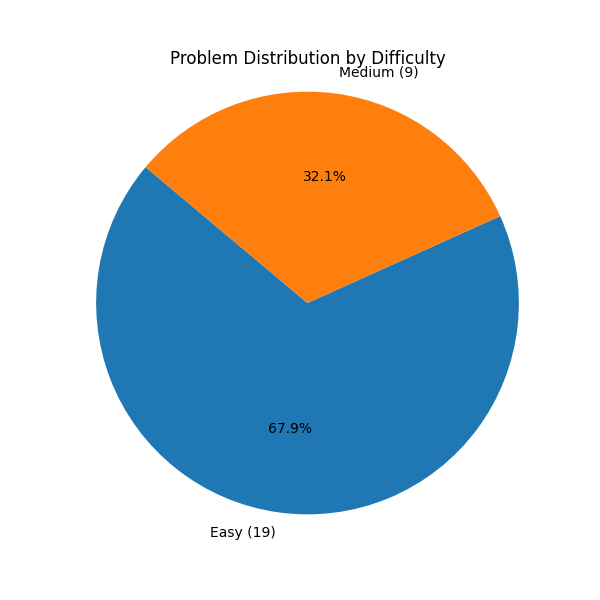 Problem Distribution by Difficulty
Medium (9)
32.1%
67.9%
Easy (19)